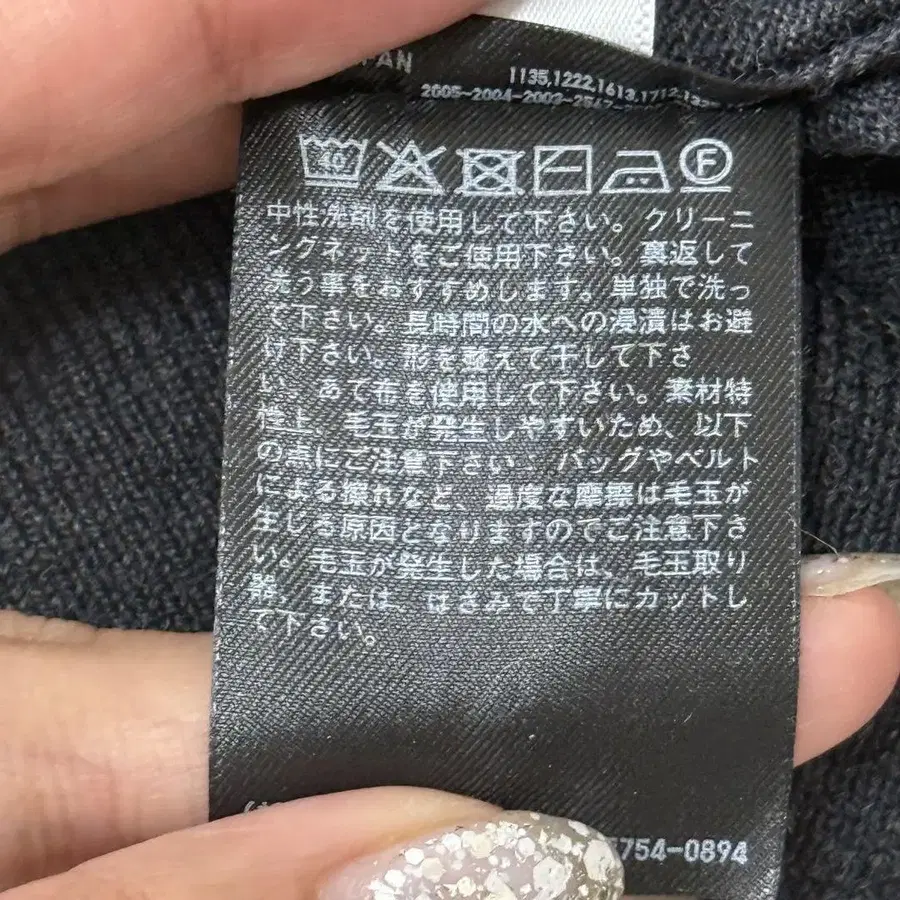 PAN
1135,1222,1613,1712,
2005-2004-2003-2547-
40
F
中性洗剤を使用して下さい。クリーニ
ングネットをご使用下さい。裏返して
洗う事をおすすめします。単独で洗っ
て下さい。長時間の水への浸漬はお避
け下さい。形を整えて干して下さ
い。あて布を使用して下さい。素材特
性上、毛玉が発生しやすいため、以下
の点にご注意下さい。バッグやベルト
による擦れなど、過度な摩擦は毛玉が
生じる原因となりますのでご注意下さ
い。毛玉が発生した場合は、毛玉取り
器、または、はさみで丁寧にカットし
て下さい。
754-0894